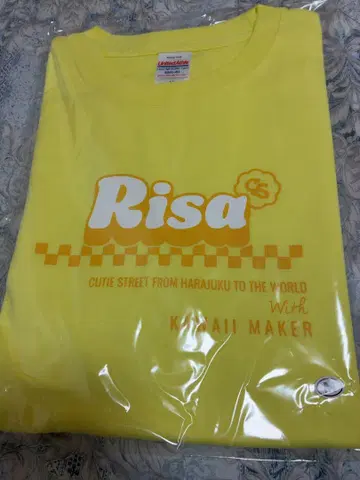 Risa
CS
CUTIE STREET FROM HARAJUKU TO THE WORLD
With
KAWAII MAKER